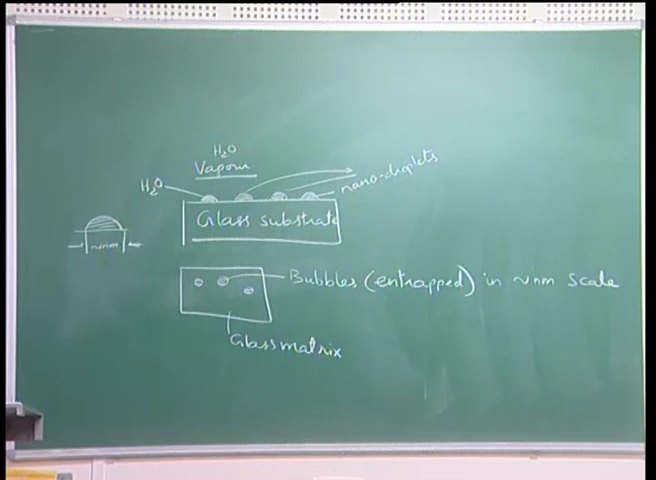 H2O
Vapour
H2O
nano-droplets
Glass substrate
~nm
Bubbles (entrapped) in ~nm scale
Glass matrix